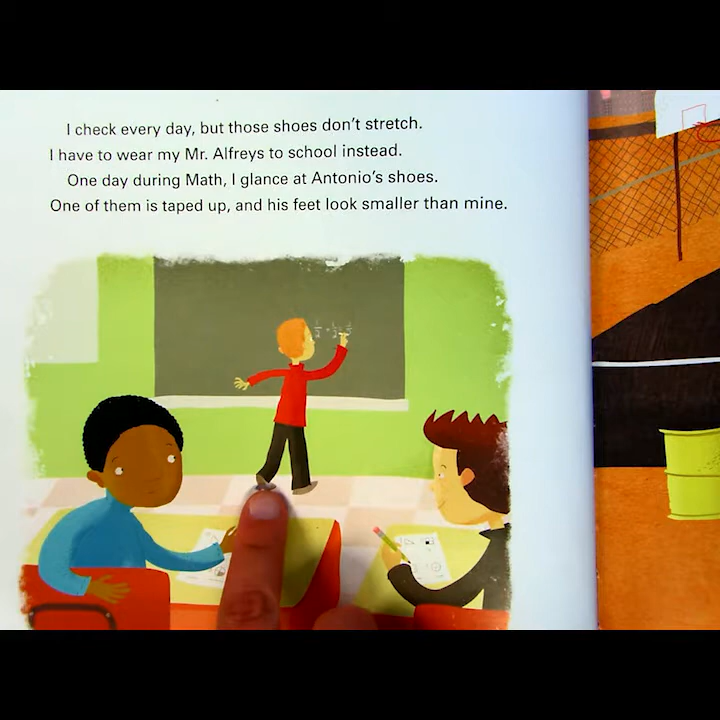 I check every day, but those shoes don't stretch.
I have to wear my Mr. Alfreys to school instead.
One day during Math, I glance at Antonio's shoes.
One of them is taped up, and his feet look smaller than mine.